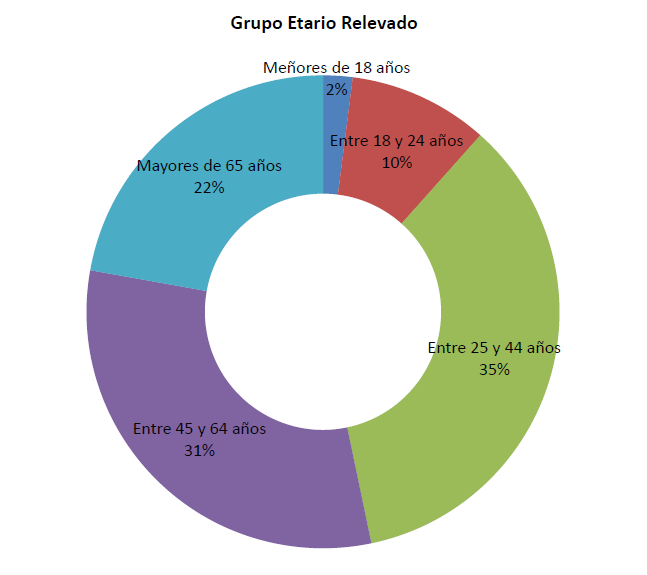 Grupo Etario Relevado
Meñores de 18 años
2%
Entre 18 y 24 años
10%
Entre 25 y 44 años
35%
Entre 45 y 64 años
31%
Mayores de 65 años
22%